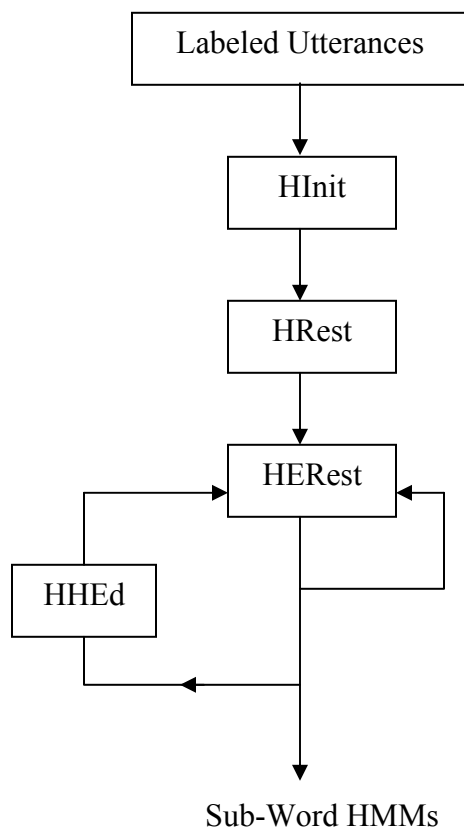 Labeled Utterances
HInit
HRest
HERest
HHEd
Sub-Word HMMs